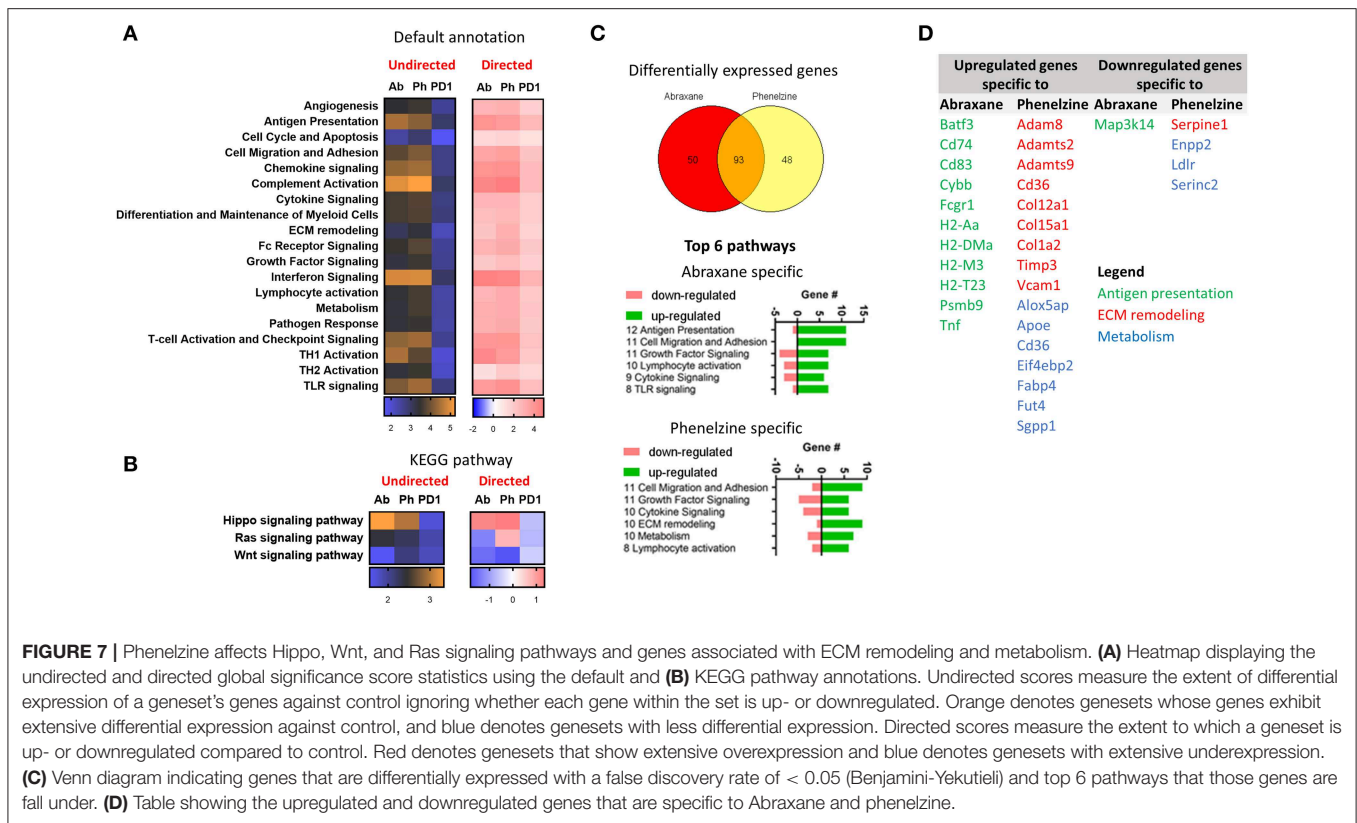 A
Default annotation
Undirected
Directed
Ab Ph PD1
Ab Ph PD1
Angiogenesis
Antigen Presentation
Cell Cycle and Apoptosis
Cell Migration and Adhesion
Chemokine signaling
Complement Activation
Cytokine Signaling
Differentiation and Maintenance of Myeloid Cells
ECM remodeling
Fc Receptor Signaling
Growth Factor Signaling
Interferon Signaling
Lymphocyte activation
Metabolism
Pathogen Response
T-cell Activation and Checkpoint Signaling
TH1 Activation
TH2 Activation
TLR signaling
2 3 4 5
-2 0 2 4
B
KEGG pathway
Undirected
Directed
Ab Ph PD1
Ab Ph PD1
Hippo signaling pathway
Ras signaling pathway
Wnt signaling pathway
2 3
-1 0 1
C
Differentially expressed genes
Abraxane
Phenelzine
50 93 48
Top 6 pathways
Abraxane specific
down-regulated
up-regulated
Gene #
-5 0 5 10 15
12 Antigen Presentation
11 Cell Migration and Adhesion
11 Growth Factor Signaling
10 Lymphocyte activation
9 Cytokine Signaling
8 TLR signaling
Phenelzine specific
down-regulated
up-regulated
Gene #
-10 -5 0 5 10
11 Cell Migration and Adhesion
11 Growth Factor Signaling
10 Cytokine Signaling
10 ECM remodeling
10 Metabolism
8 Lymphocyte activation
D
Upregulated genes specific to
Downregulated genes specific to
Abraxane Phenelzine Abraxane Phenelzine
Batf3 Adam8 Map3k14 Serpine1
Cd74 Adamts2 Enpp2
Cd83 Adamts9 Ldlr
Cybb Cd36 Serinc2
Fcgr1 Col12a1
H2-Aa Col15a1
H2-DMa Col1a2
H2-M3 Timp3
H2-T23 Vcam1
Psmb9 Alox5ap
Tnf Apoe
Cd36
Eif4ebp2
Fabp4
Fut4
Sgpp1
Legend
Antigen presentation
ECM remodeling
Metabolism
FIGURE 7 | Phenelzine affects Hippo, Wnt, and Ras signaling pathways and genes associated with ECM remodeling and metabolism. (A) Heatmap displaying the
undirected and directed global significance score statistics using the default and (B) KEGG pathway annotations. Undirected scores measure the extent of differential
expression of a geneset's genes against control ignoring whether each gene within the set is up- or downregulated. Orange denotes genesets whose genes exhibit
extensive differential expression against control, and blue denotes genesets with less differential expression. Directed scores measure the extent to which a geneset is
up- or downregulated compared to control. Red denotes genesets that show extensive overexpression and blue denotes genesets with extensive underexpression.
(C) Venn diagram indicating genes that are differentially expressed with a false discovery rate of < 0.05 (Benjamini-Yekutieli) and top 6 pathways that those genes are
fall under. (D) Table showing the upregulated and downregulated genes that are specific to Abraxane and phenelzine.